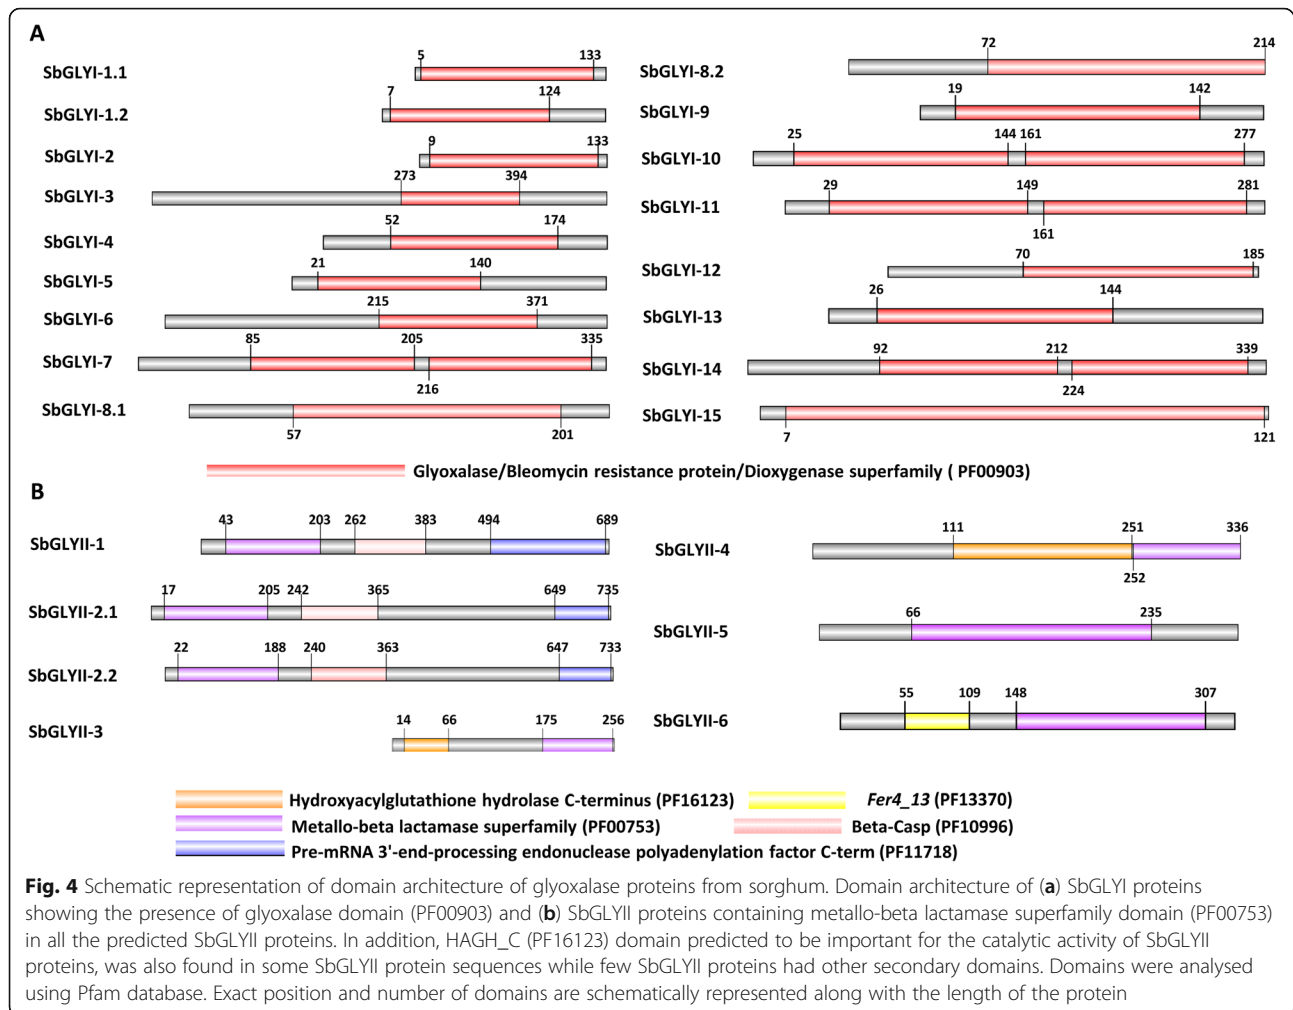 A
SbGLYI-1.1
5 133
SbGLYI-1.2
7 124
SbGLYI-2
9 133
SbGLYI-3
273 394
SbGLYI-4
52 174
SbGLYI-5
21 140
SbGLYI-6
215 371
SbGLYI-7
85 205 335
216
SbGLYI-8.1
57 201
SbGLYI-8.2
72 214
SbGLYI-9
19 142
SbGLYI-10
25 144 161 277
SbGLYI-11
29 149 281
161
SbGLYI-12
70 185
SbGLYI-13
26 144
SbGLYI-14
92 212 339
224
SbGLYI-15
7 121
Glyoxalase/Bleomycin resistance protein/Dioxygenase superfamily ( PF00903)
B
SbGLYII-1
43 203 262 383 494 689
SbGLYII-2.1
17 205 242 365 649 735
SbGLYII-2.2
22 188 240 363 647 733
SbGLYII-3
14 66 175 256
SbGLYII-4
111 251 336
252
SbGLYII-5
66 235
SbGLYII-6
55 109 148 307
Hydroxyacylglutathione hydrolase C-terminus (PF16123)
Fer4_13 (PF13370)
Metallo-beta lactamase superfamily (PF00753)
Beta-Casp (PF10996)
Pre-mRNA 3'-end-processing endonuclease polyadenylation factor C-term (PF11718)
Fig. 4 Schematic representation of domain architecture of glyoxalase proteins from sorghum. Domain architecture of (a) SbGLYI proteins
showing the presence of glyoxalase domain (PF00903) and (b) SbGLYII proteins containing metallo-beta lactamase superfamily domain (PF00753)
in all the predicted SbGLYII proteins. In addition, HAGH_C (PF16123) domain predicted to be important for the catalytic activity of SbGLYII
proteins, was also found in some SbGLYII protein sequences while few SbGLYII proteins had other secondary domains. Domains were analysed
using Pfam database. Exact position and number of domains are schematically represented along with the length of the protein